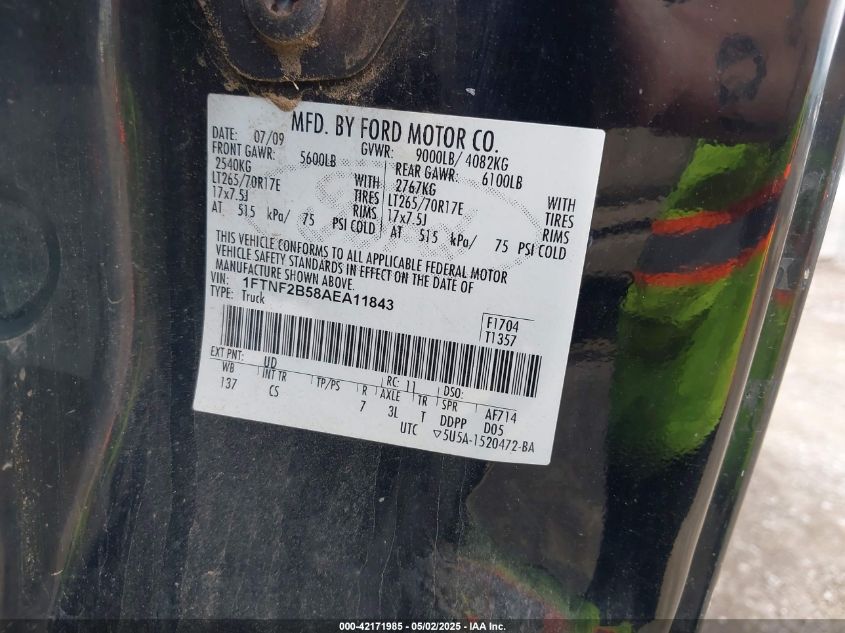 MFD. BY FORD MOTOR CO.
DATE: 07/09 GVWR: 9000LB/ 4082KG
FRONT GAWR: 5600LB REAR GAWR: 6100LB
2540KG WITH 2767KG WITH
LT265/70R17E TIRES LT265/70R17E TIRES
17x7.5J RIMS 17x7.5J RIMS
AT 515 kPa/ 75 PSI COLD AT 515 kPa/ 75 PSI COLD
THIS VEHICLE CONFORMS TO ALL APPLICABLE FEDERAL MOTOR
VEHICLE SAFETY STANDARDS IN EFFECT ON THE DATE OF
MANUFACTURE SHOWN ABOVE.
VIN: 1FTNF2B58AEA11843
TYPE: Truck
F1704
T1357
EXT PNT: UD RC: 11 DSO:
WB INT TR TP/PS R AXLE TR SPR AF714
137 CS 7 3L T DDPP D05
UTC ▽5U5A-1520472-BA
000-42171985 - 05/02/2025 - IAA Inc.